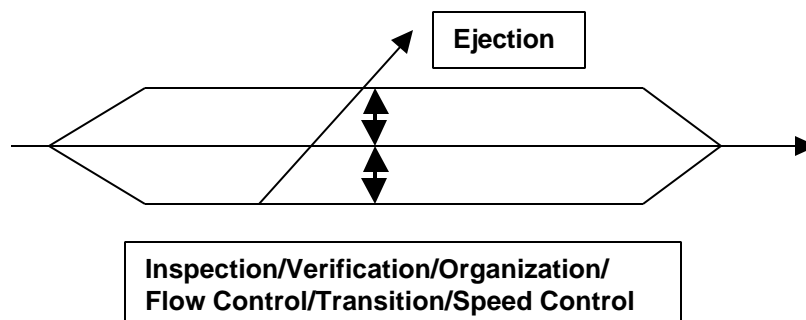 Ejection
Inspection/Verification/Organization/
Flow Control/Transition/Speed Control